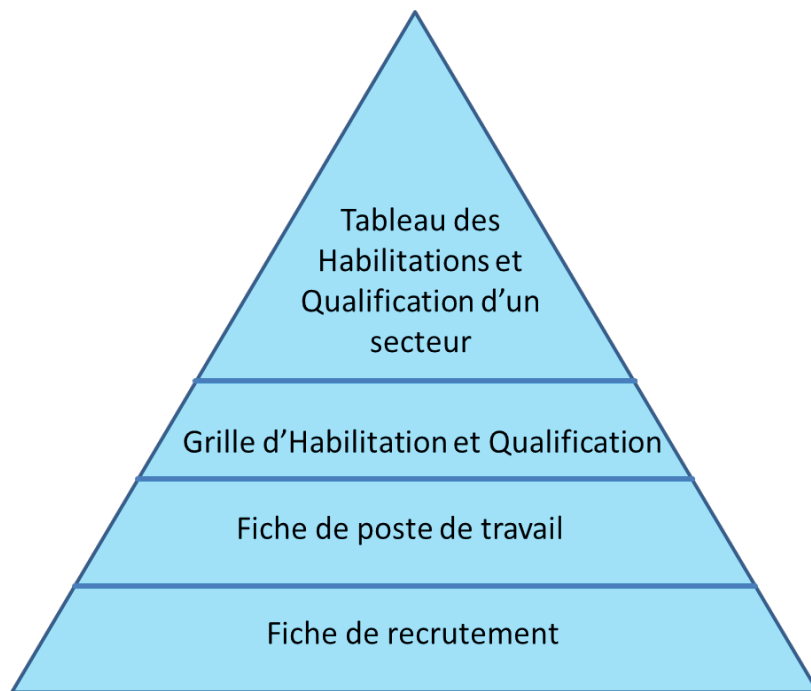 Tableau des
Habilitations et
Qualification d’un
secteur
Grille d’Habilitation et Qualification
Fiche de poste de travail
Fiche de recrutement